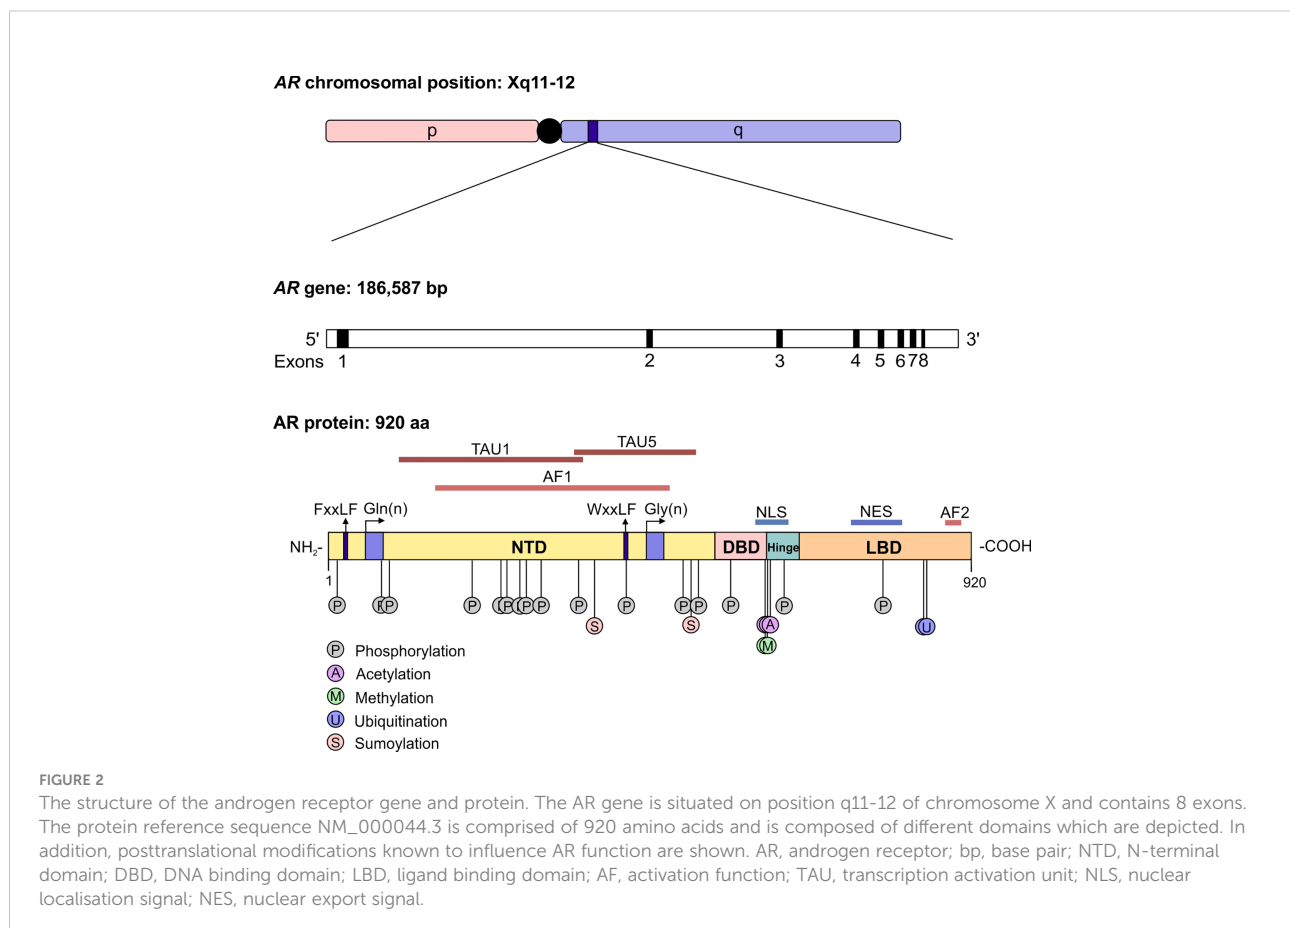 AR chromosomal position: Xq11-12
p q
AR gene: 186,587 bp
5' 3'
Exons 1 2 3 4 5 6 7 8
AR protein: 920 aa
TAU1 TAU5
AF1
FxxLF Gln(n) WxxLF Gly(n) NLS NES AF2
NH2- NTD DBD Hinge LBD -COOH
1 920
P P P P P P P P P P P P P P P
S S A U
M
P Phosphorylation
A Acetylation
M Methylation
U Ubiquitination
S Sumoylation
FIGURE 2
The structure of the androgen receptor gene and protein. The AR gene is situated on position q11-12 of chromosome X and contains 8 exons.
The protein reference sequence NM_000044.3 is comprised of 920 amino acids and is composed of different domains which are depicted. In
addition, posttranslational modifications known to influence AR function are shown. AR, androgen receptor; bp, base pair; NTD, N-terminal
domain; DBD, DNA binding domain; LBD, ligand binding domain; AF, activation function; TAU, transcription activation unit; NLS, nuclear
localisation signal; NES, nuclear export signal.